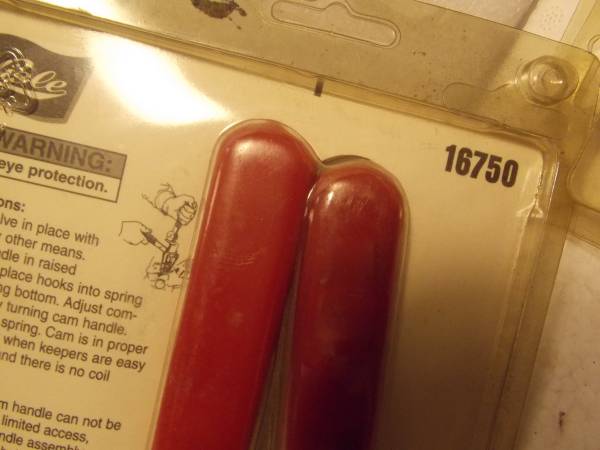 16750
WARNING:
eye protection.
ons:
lve in place with
other means.
dle in raised
place hooks into spring
ng bottom. Adjust com-
turning cam handle.
spring. Cam is in proper
when keepers are easy
nd there is no coil
m handle can not be
limited access,
ndle